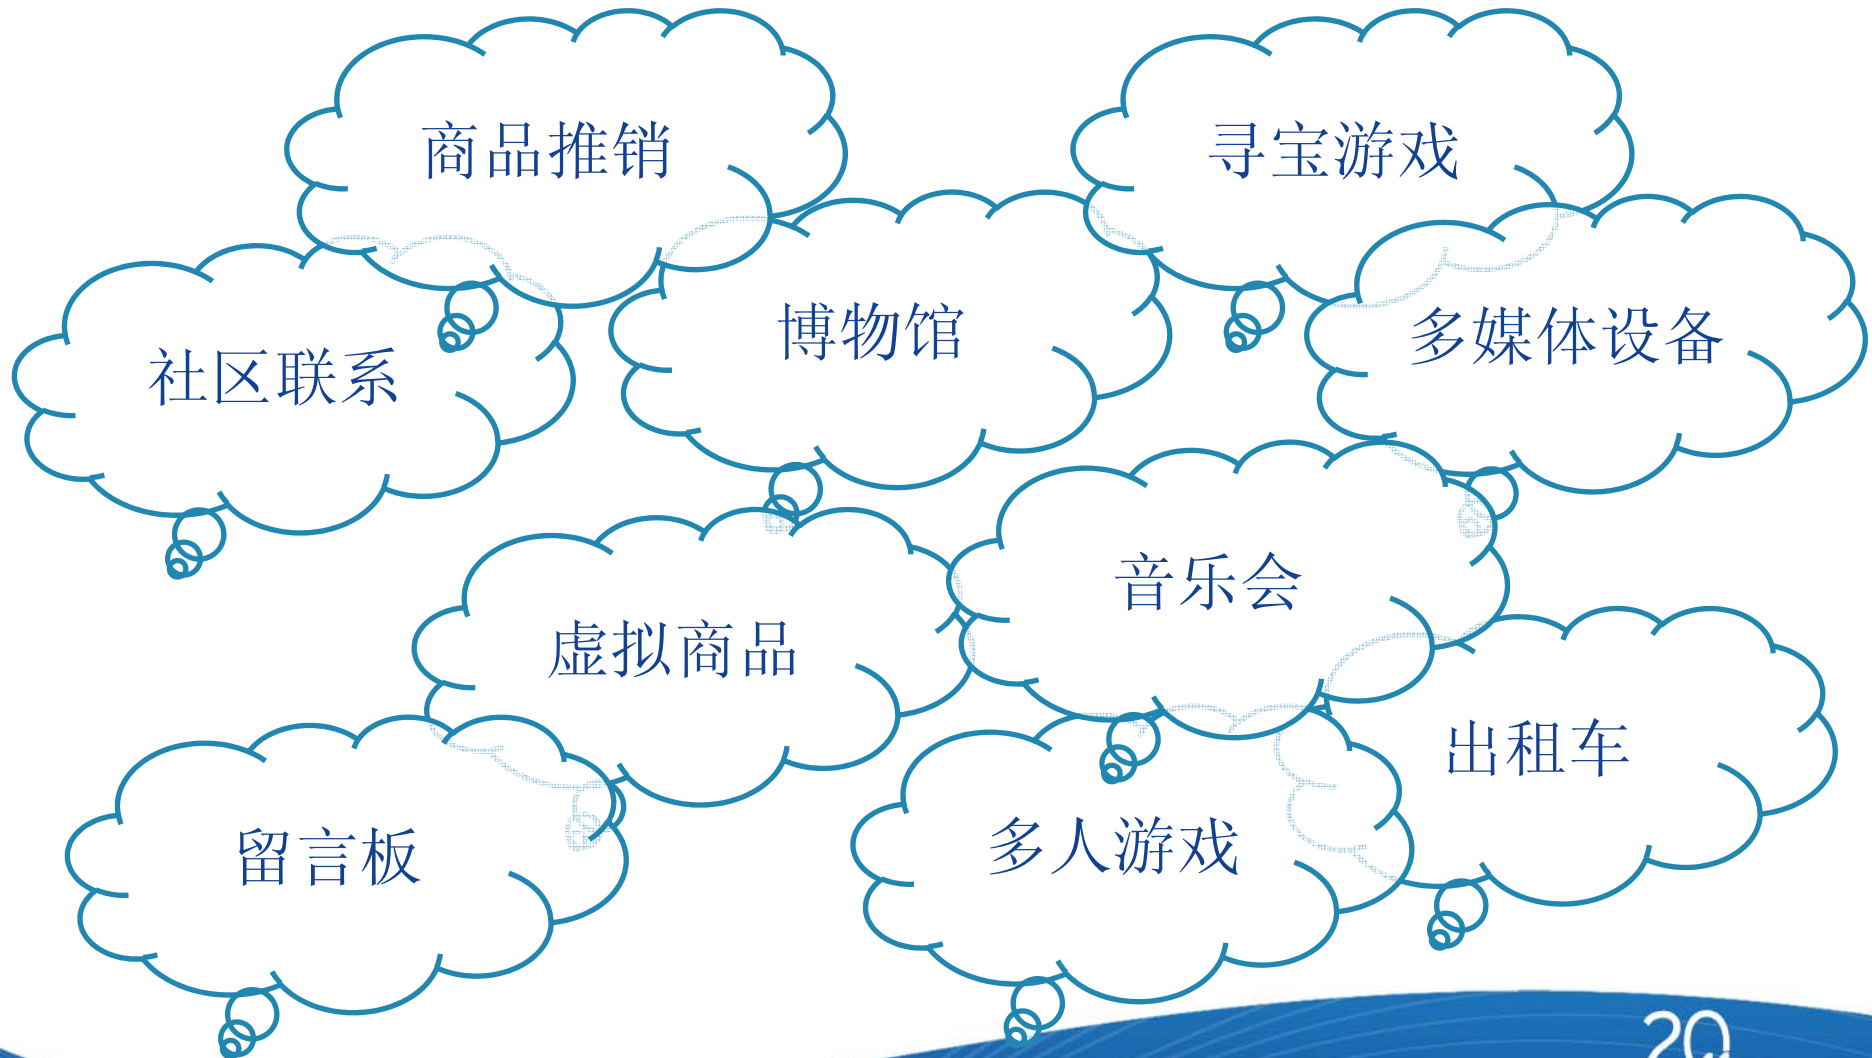 商品推销
寻宝游戏
博物馆
多媒体设备
社区联系
音乐会
虚拟商品
出租车
多人游戏
留言板
20